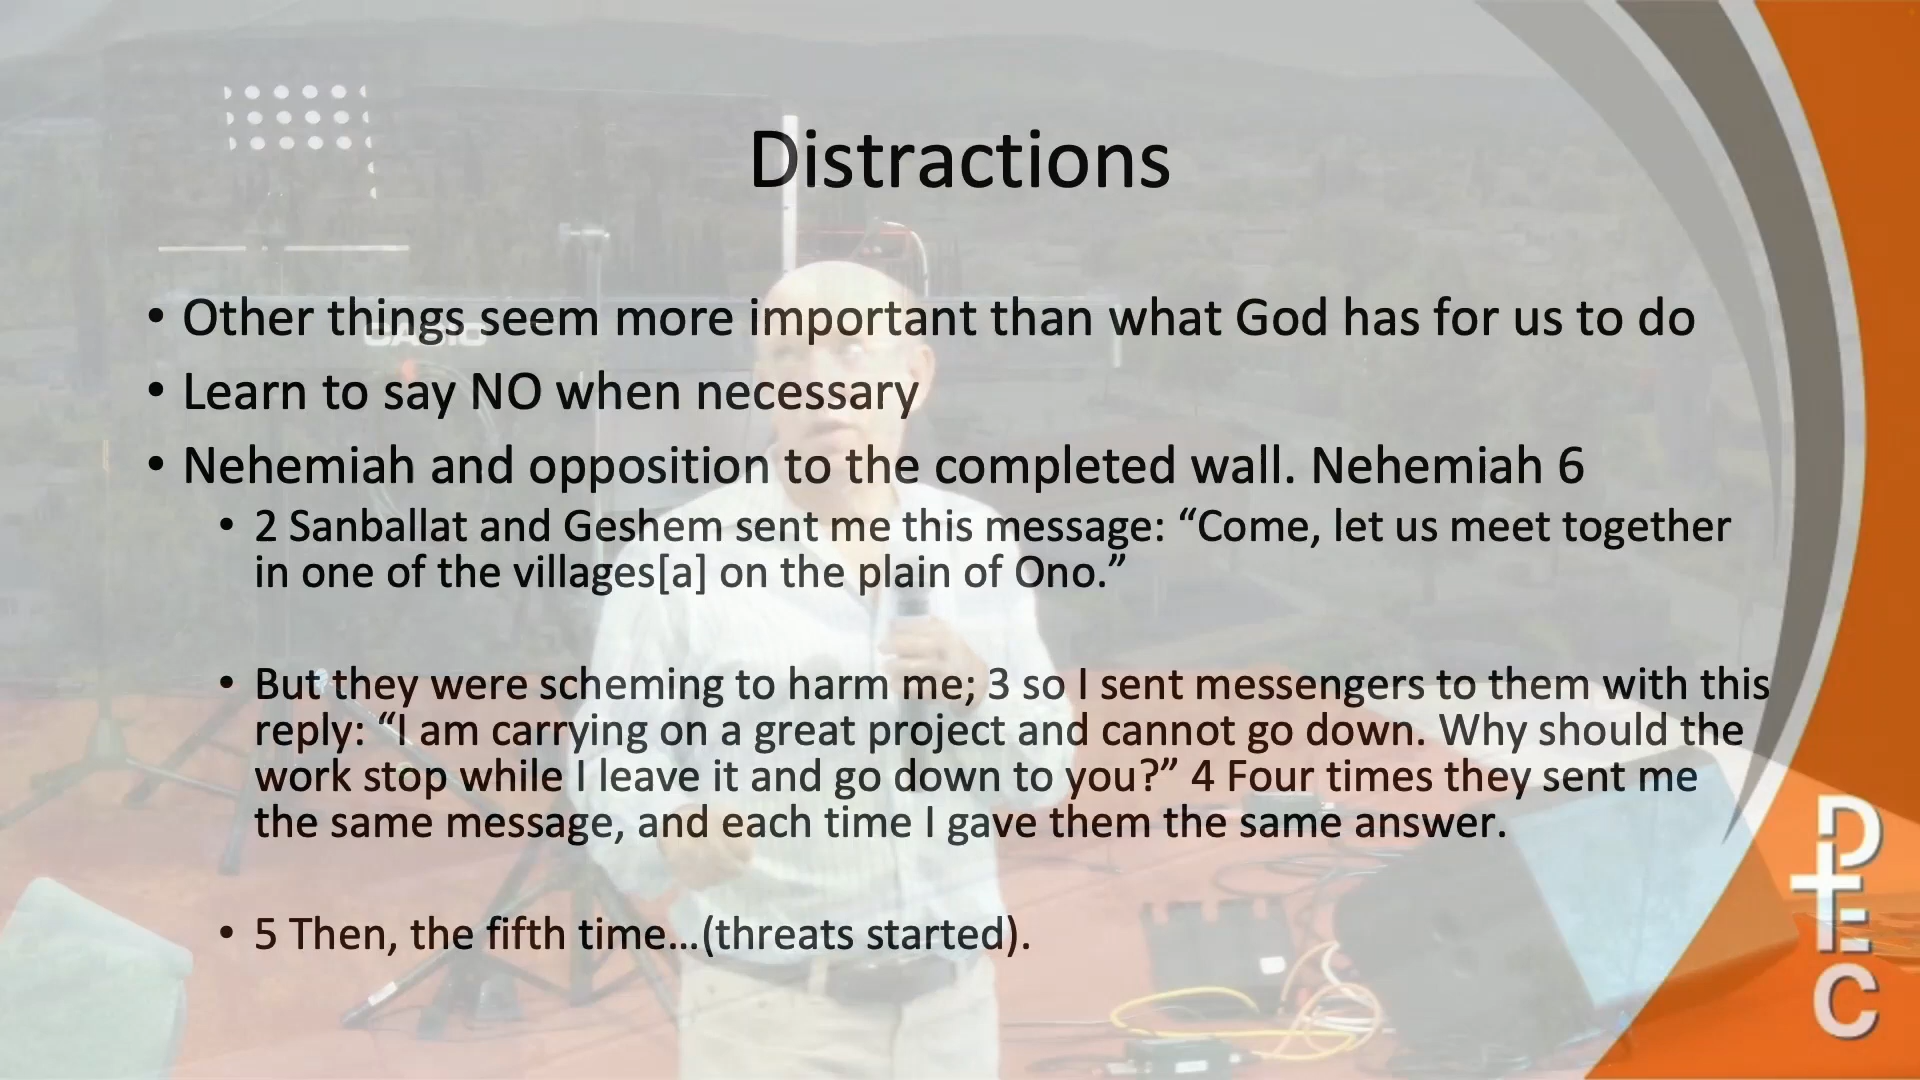 Distractions
• Other things seem more important than what God has for us to do
• Learn to say NO when necessary
• Nehemiah and opposition to the completed wall. Nehemiah 6
• 2 Sanballat and Geshem sent me this message: “Come, let us meet together
in one of the villages[a] on the plain of Ono.”
• But they were scheming to harm me; 3 so I sent messengers to them with this
reply: “I am carrying on a great project and cannot go down. Why should the
work stop while I leave it and go down to you?” 4 Four times they sent me
the same message, and each time I gave them the same answer.
• 5 Then, the fifth time...(threats started).
CASIO
D
E
C